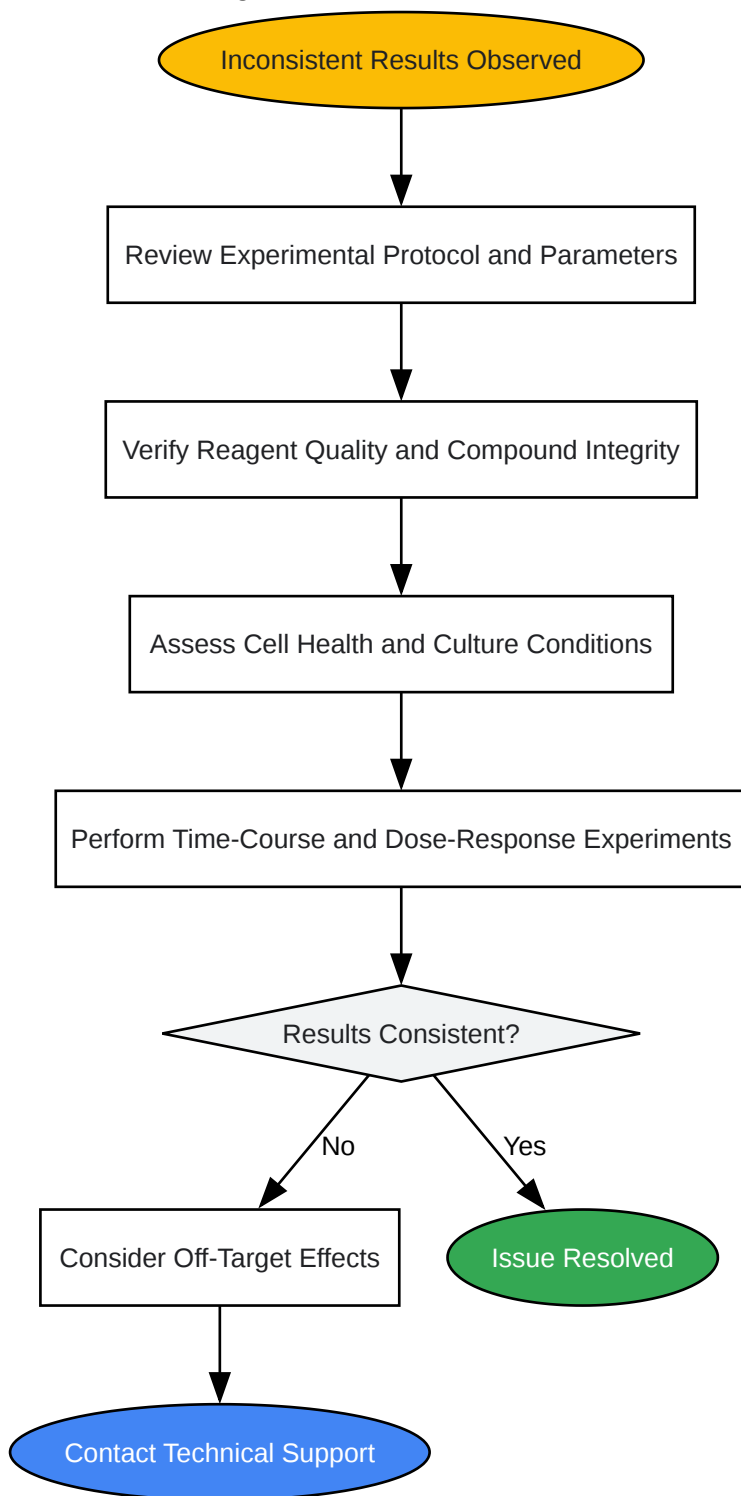 Inconsistent Results Observed
Review Experimental Protocol and Parameters
Verify Reagent Quality and Compound Integrity
Assess Cell Health and Culture Conditions
Perform Time-Course and Dose-Response Experiments
Results Consistent?
No
Yes
Consider Off-Target Effects
Issue Resolved
Contact Technical Support